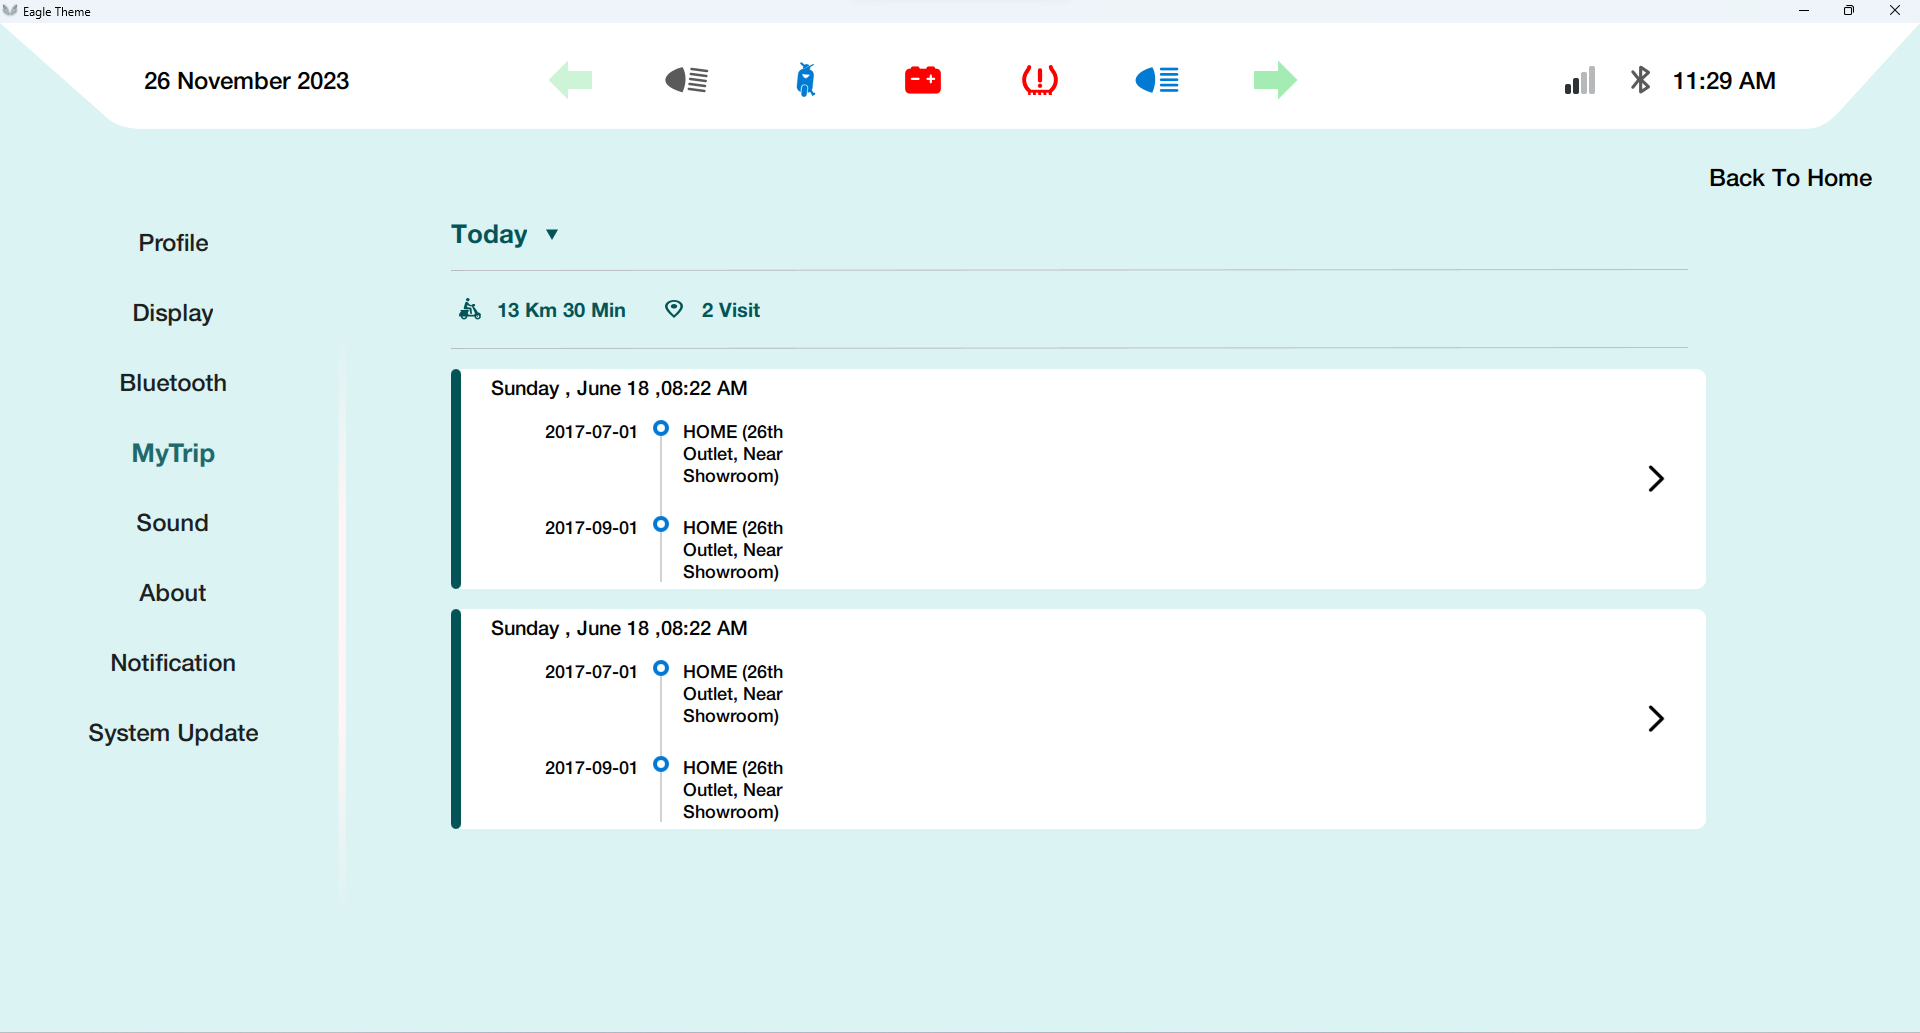 Eagle Theme
26 November 2023
11:29 AM
Back To Home
Profile
Display
Bluetooth
MyTrip
Sound
About
Notification
System Update
Today
13 Km 30 Min
2 Visit
Sunday , June 18 ,08:22 AM
2017-07-01
HOME (26th
Outlet, Near
Showroom)
2017-09-01
HOME (26th
Outlet, Near
Showroom)
Sunday , June 18 ,08:22 AM
2017-07-01
HOME (26th
Outlet, Near
Showroom)
2017-09-01
HOME (26th
Outlet, Near
Showroom)